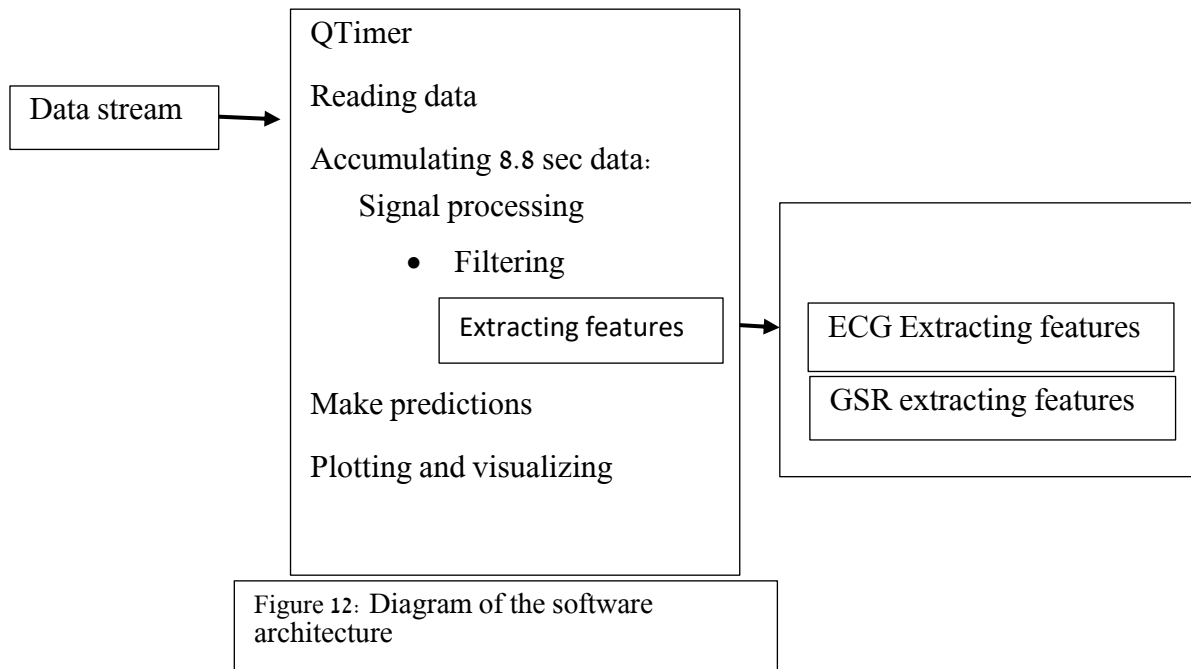 QTimer
Data stream
Reading data
Accumulating 8.8 sec data:
Signal processing
• Filtering
Extracting features
ECG Extracting features
GSR extracting features
Make predictions
Plotting and visualizing
Figure 12: Diagram of the software
architecture